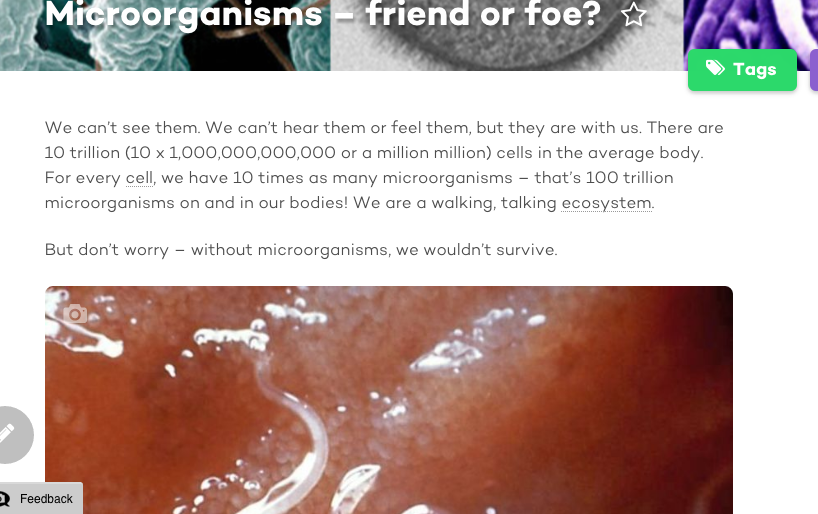 Microorganisms – friend or foe?
Tags
We can’t see them. We can’t hear them or feel them, but they are with us. There are
10 trillion (10 x 1,000,000,000,000 or a million million) cells in the average body.
For every cell, we have 10 times as many microorganisms – that’s 100 trillion
microorganisms on and in our bodies! We are a walking, talking ecosystem.
But don’t worry – without microorganisms, we wouldn’t survive.
Feedback